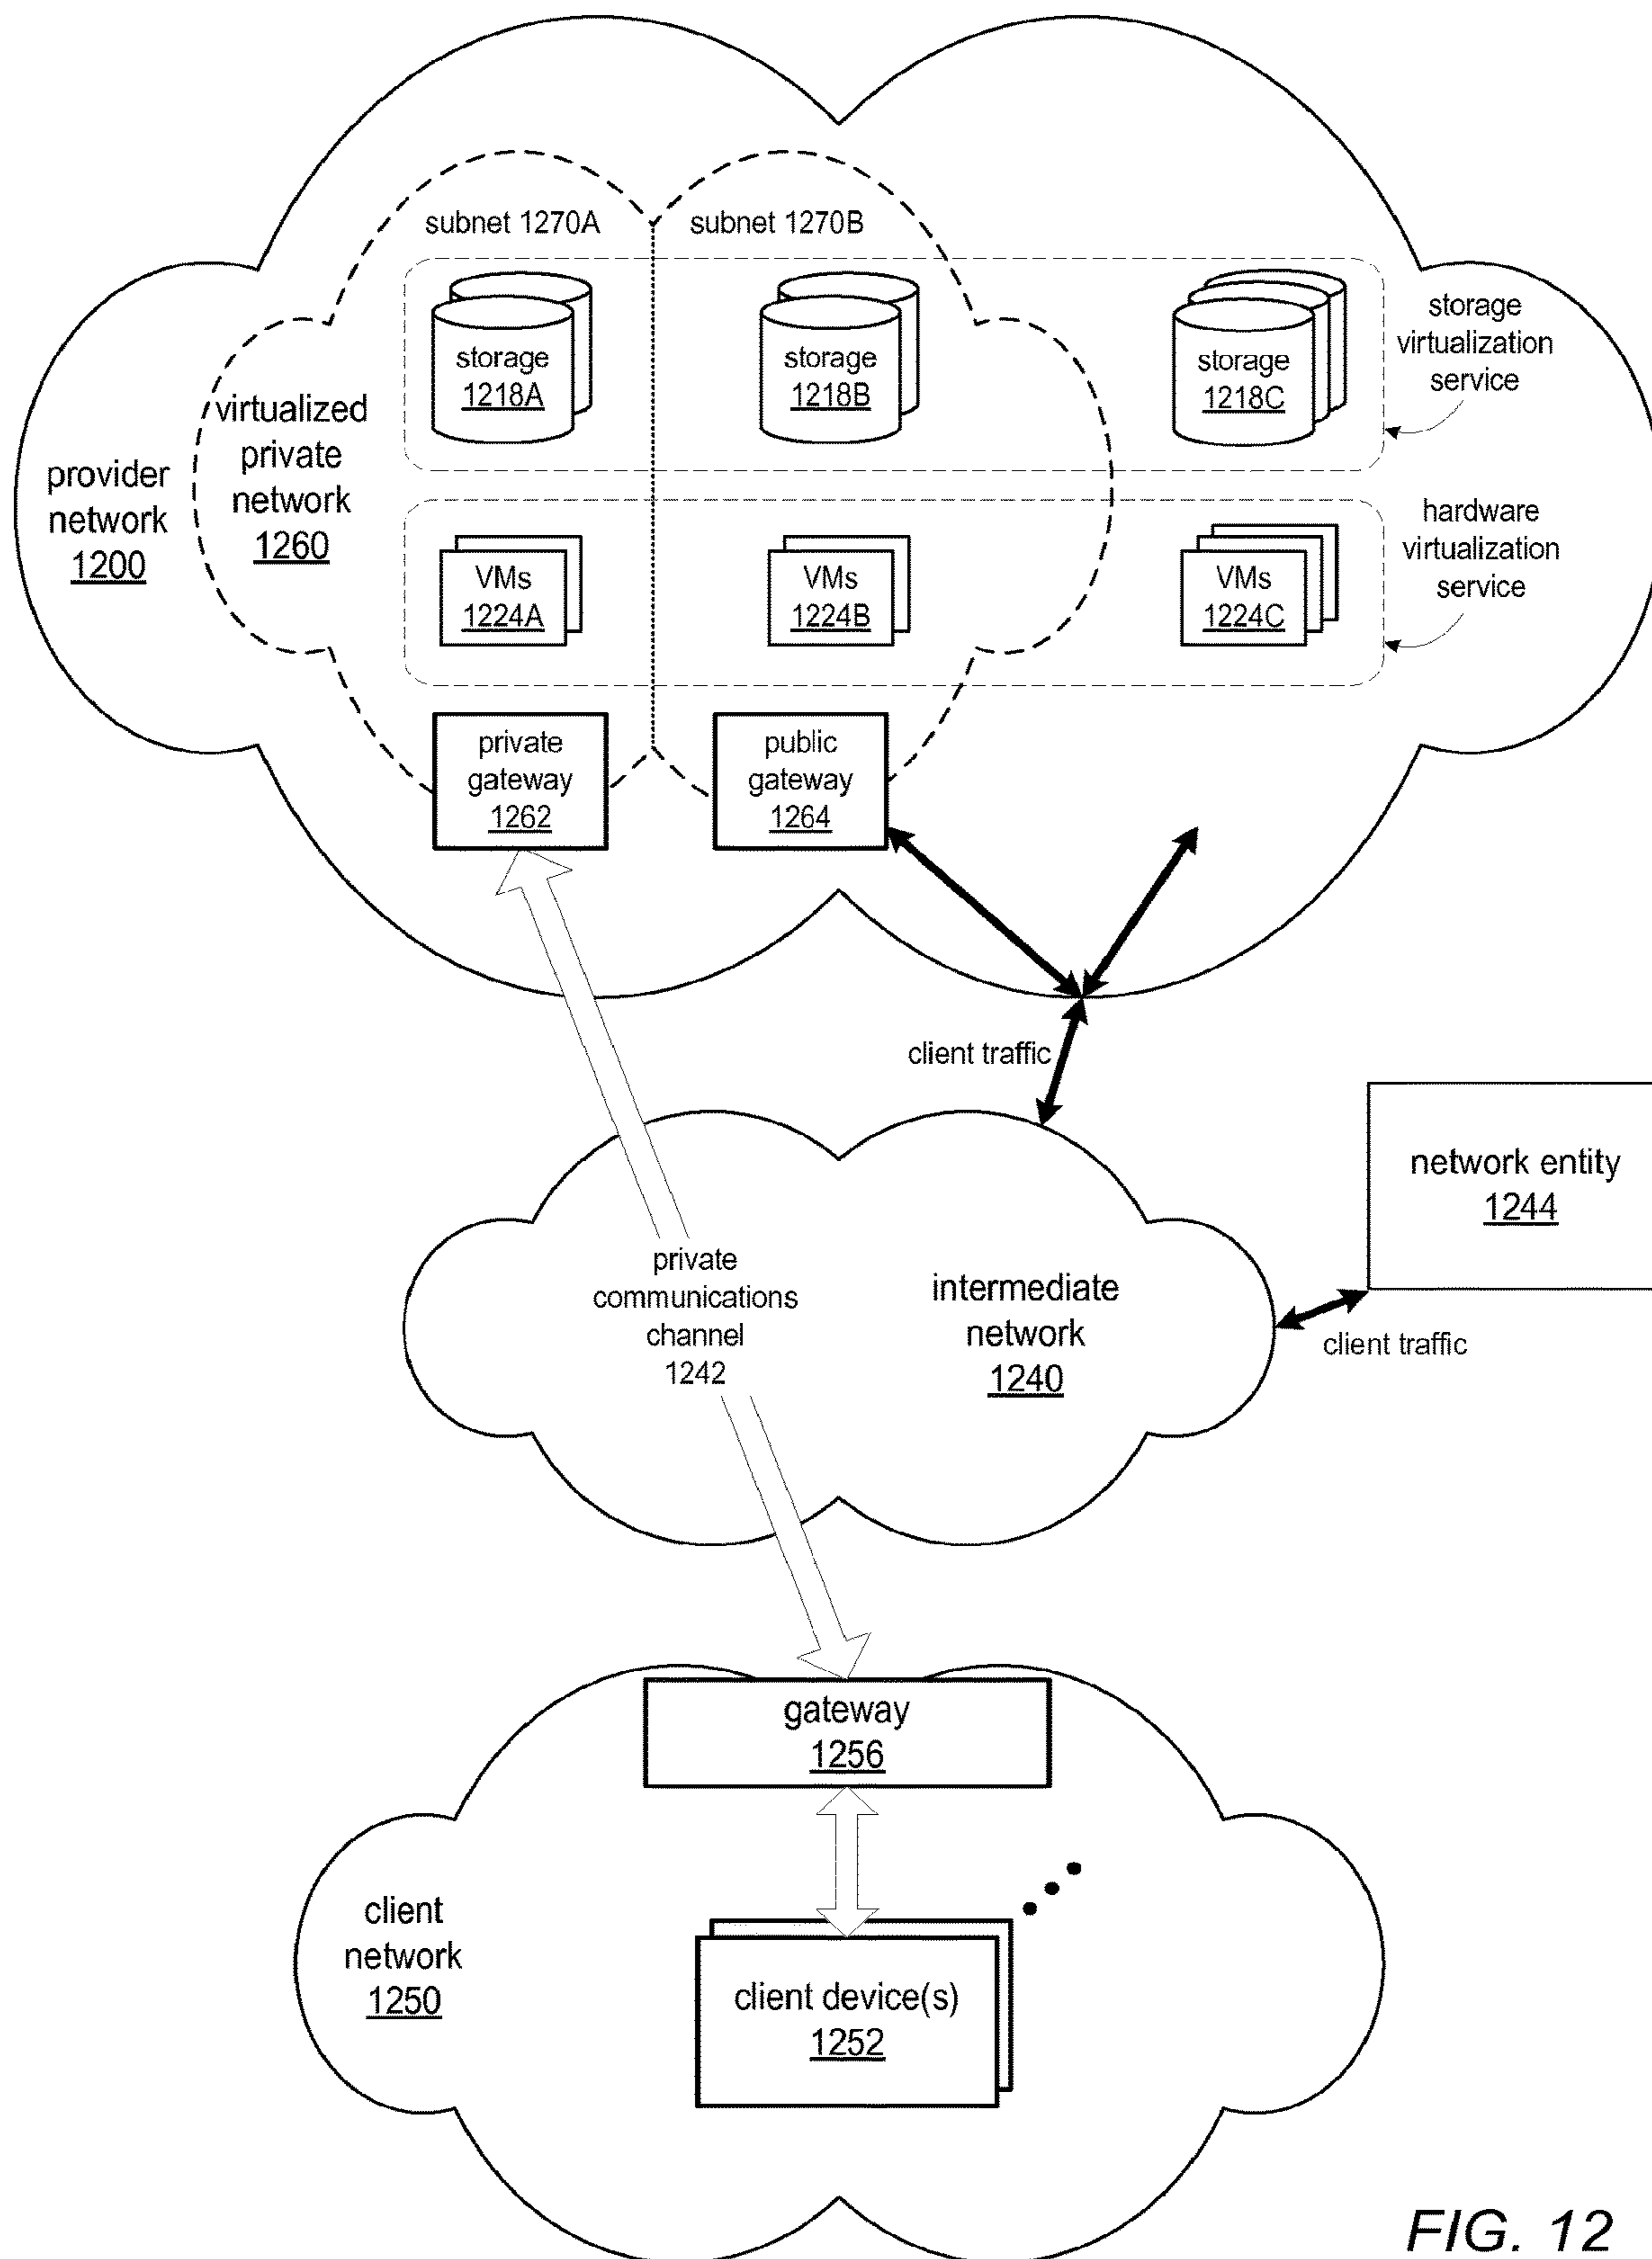 subnet 1270A
subnet 1270B
storage
1218A
storage
1218B
storage
1218C
storage
virtualization
service
virtualized
private
network
1260
provider
network
1200
VMs
1224A
VMs
1224B
VMs
1224C
hardware
virtualization
service
private
gateway
1262
public
gateway
1264
client traffic
network entity
1244
private
communications
channel
1242
intermediate
network
1240
client traffic
gateway
1256
client
network
1250
client device(s)
1252
FIG. 12